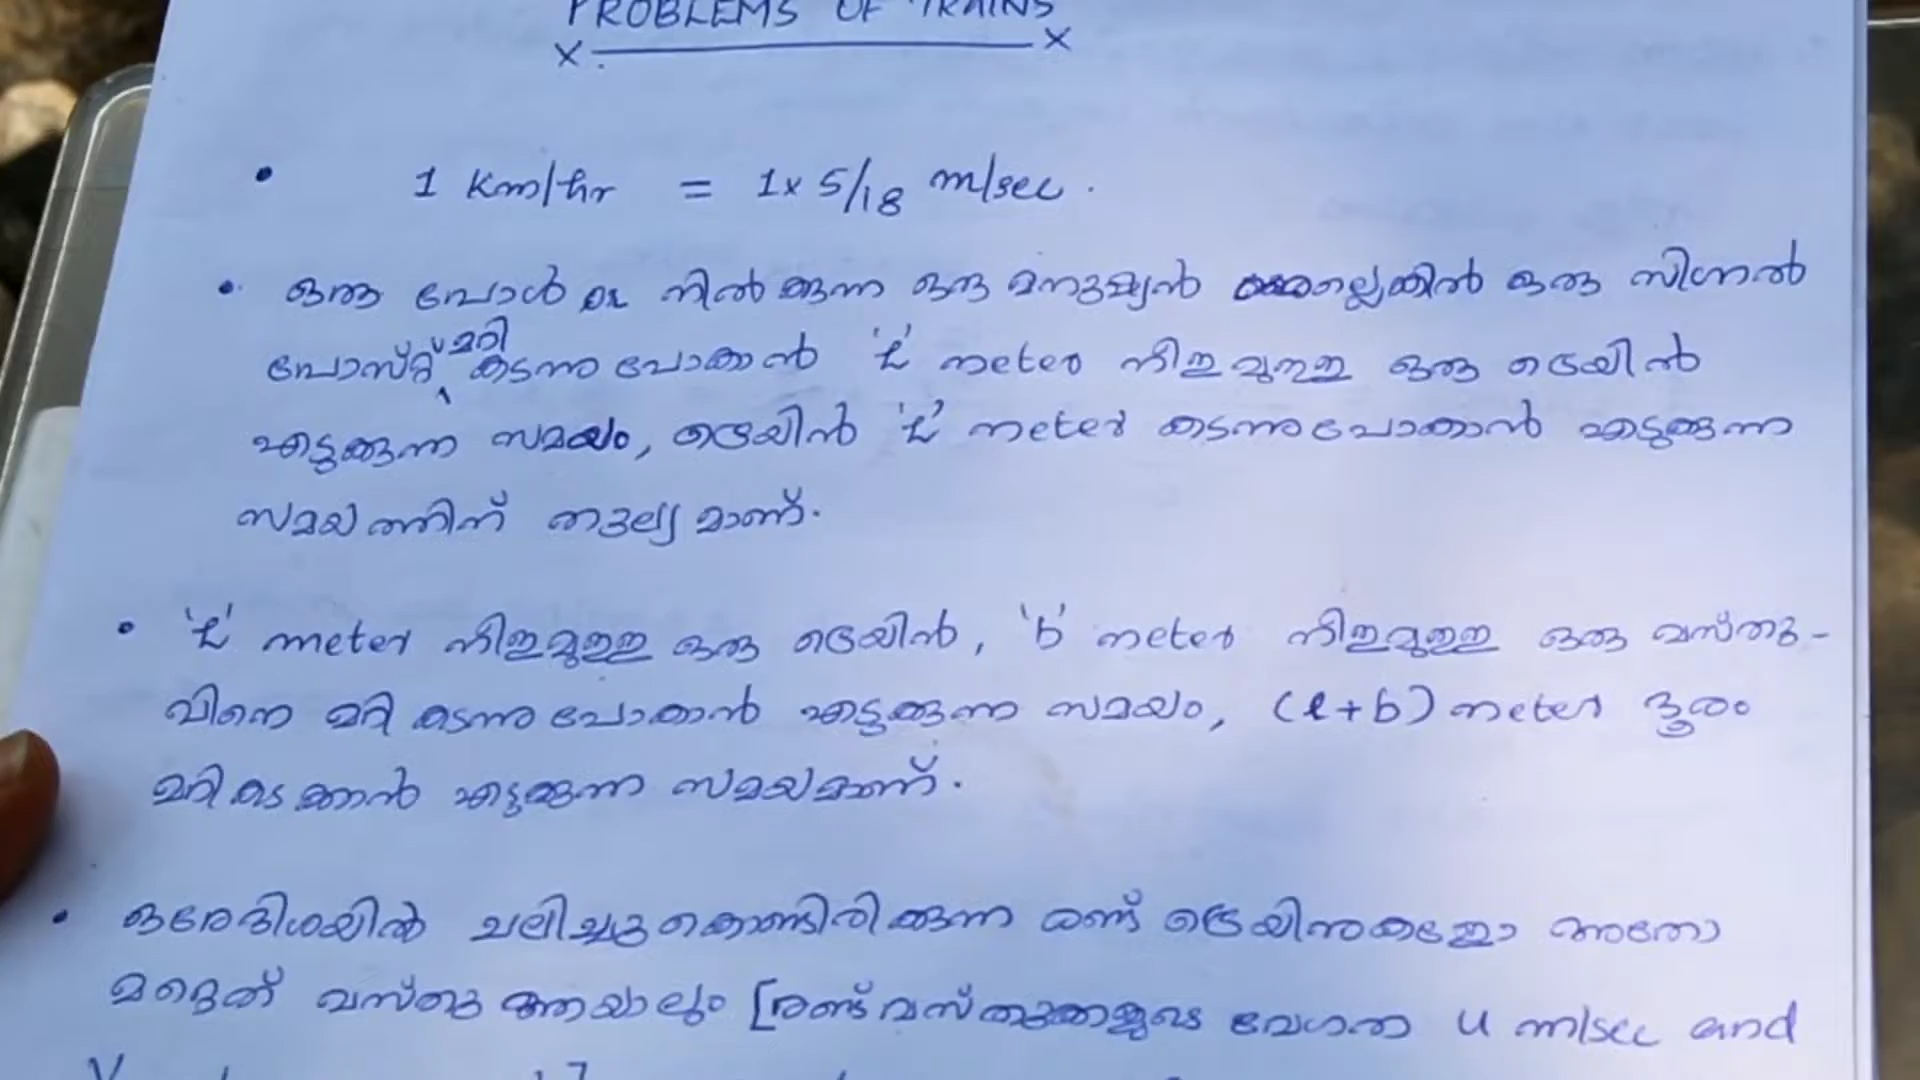 PROBLEMS OF TRAINS
1 Km/hr = 1x 5/18 m/sec.
ഒരു പോൾ or നിൽക്കുന്ന ഒരു മനുഷ്യൻ അല്ലെങ്കിൽ ഒരു സിഗ്നൽ
മറി
പോസ്റ്റ് കടന്നു പോകാൻ 'l' meter നീളമുള്ള ഒരു ട്രെയിൻ
എടുക്കുന്ന സമയം, ട്രെയിൻ 'l' meter കടന്നുപോകാൻ എടുക്കുന്ന
സമയത്തിന് തുല്യമാണ്.
'l' meter നീളമുള്ള ഒരു ട്രെയിൻ, 'b' meter നീളമുള്ള ഒരു വസ്തു-
വിനെ മറി കടന്നു പോകാൻ എടുക്കുന്ന സമയം, (l+b) meter ദൂരം
മറികടക്കാൻ എടുക്കുന്ന സമയമാണ്.
ഒരേദിശയിൽ ചലിച്ചുകൊണ്ടിരിക്കുന്ന രണ്ട് ട്രെയിനുകളോ അതോ
മറ്റെത് വസ്തു ആയാലും [രണ്ട് വസ്തുക്കളുടെ വേഗത u m/sec and